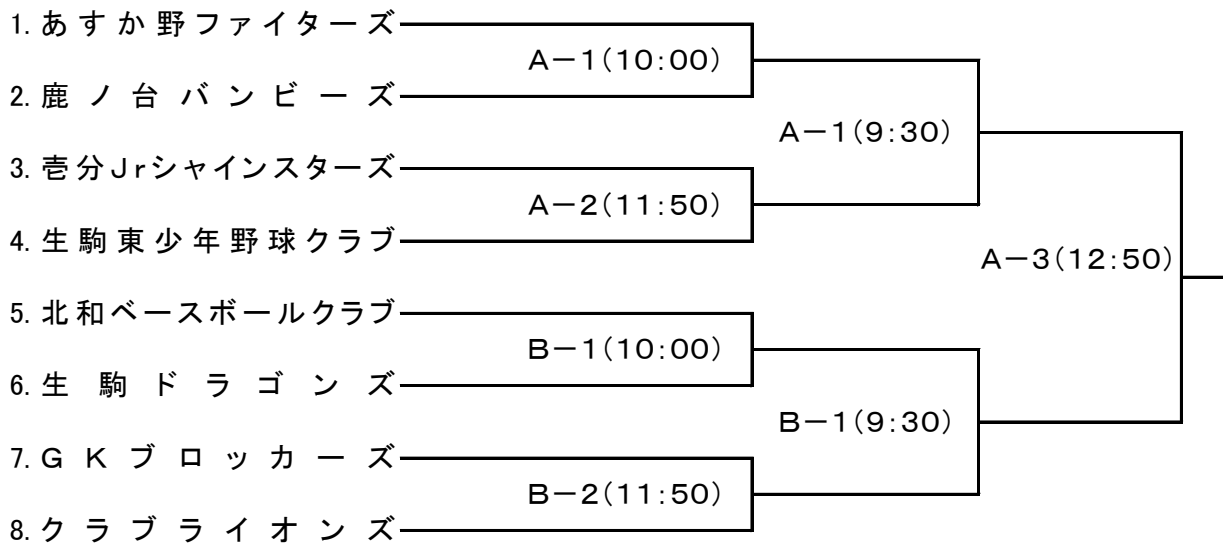 1. あすか野ファイターズ
A－1(10:00)
2. 鹿ノ台バンビーズ
A－1(9:30)
3. 壱分Jrシャインスターズ
A－2(11:50)
4. 生駒東少年野球クラブ
A－3(12:50)
5. 北和ベースボールクラブ
B－1(10:00)
6. 生駒ドラゴンズ
B－1(9:30)
7. GKブロッカーズ
B－2(11:50)
8. クラブライオンズ